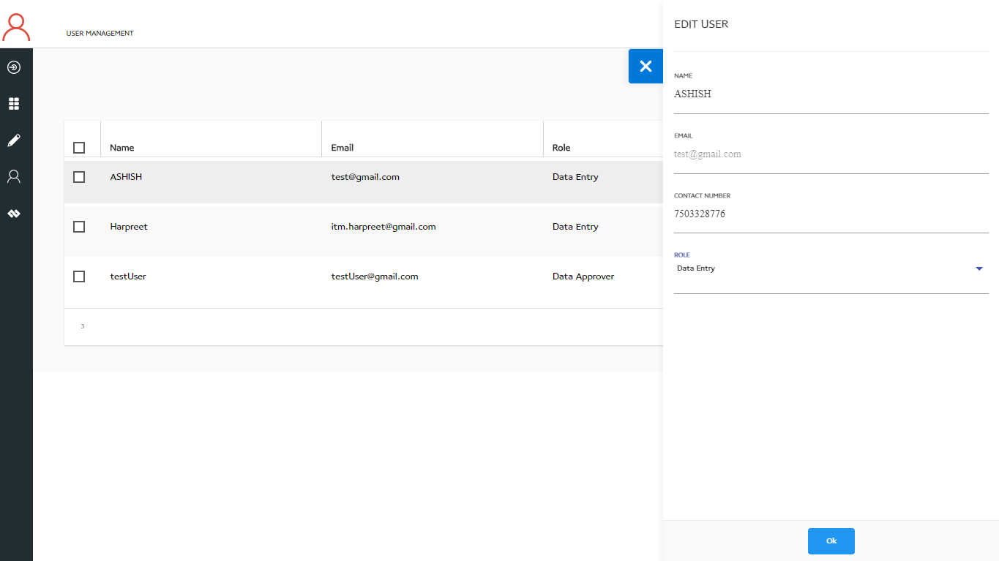 USER MANAGEMENT
Name Email Role
ASHISH test@gmail.com Data Entry
Harpreet itm.harpreet@gmail.com Data Entry
testUser testUser@gmail.com Data Approver
3
EDIT USER
NAME
ASHISH
EMAIL
test@gmail.com
CONTACT NUMBER
7503328776
ROLE
Data Entry
Ok